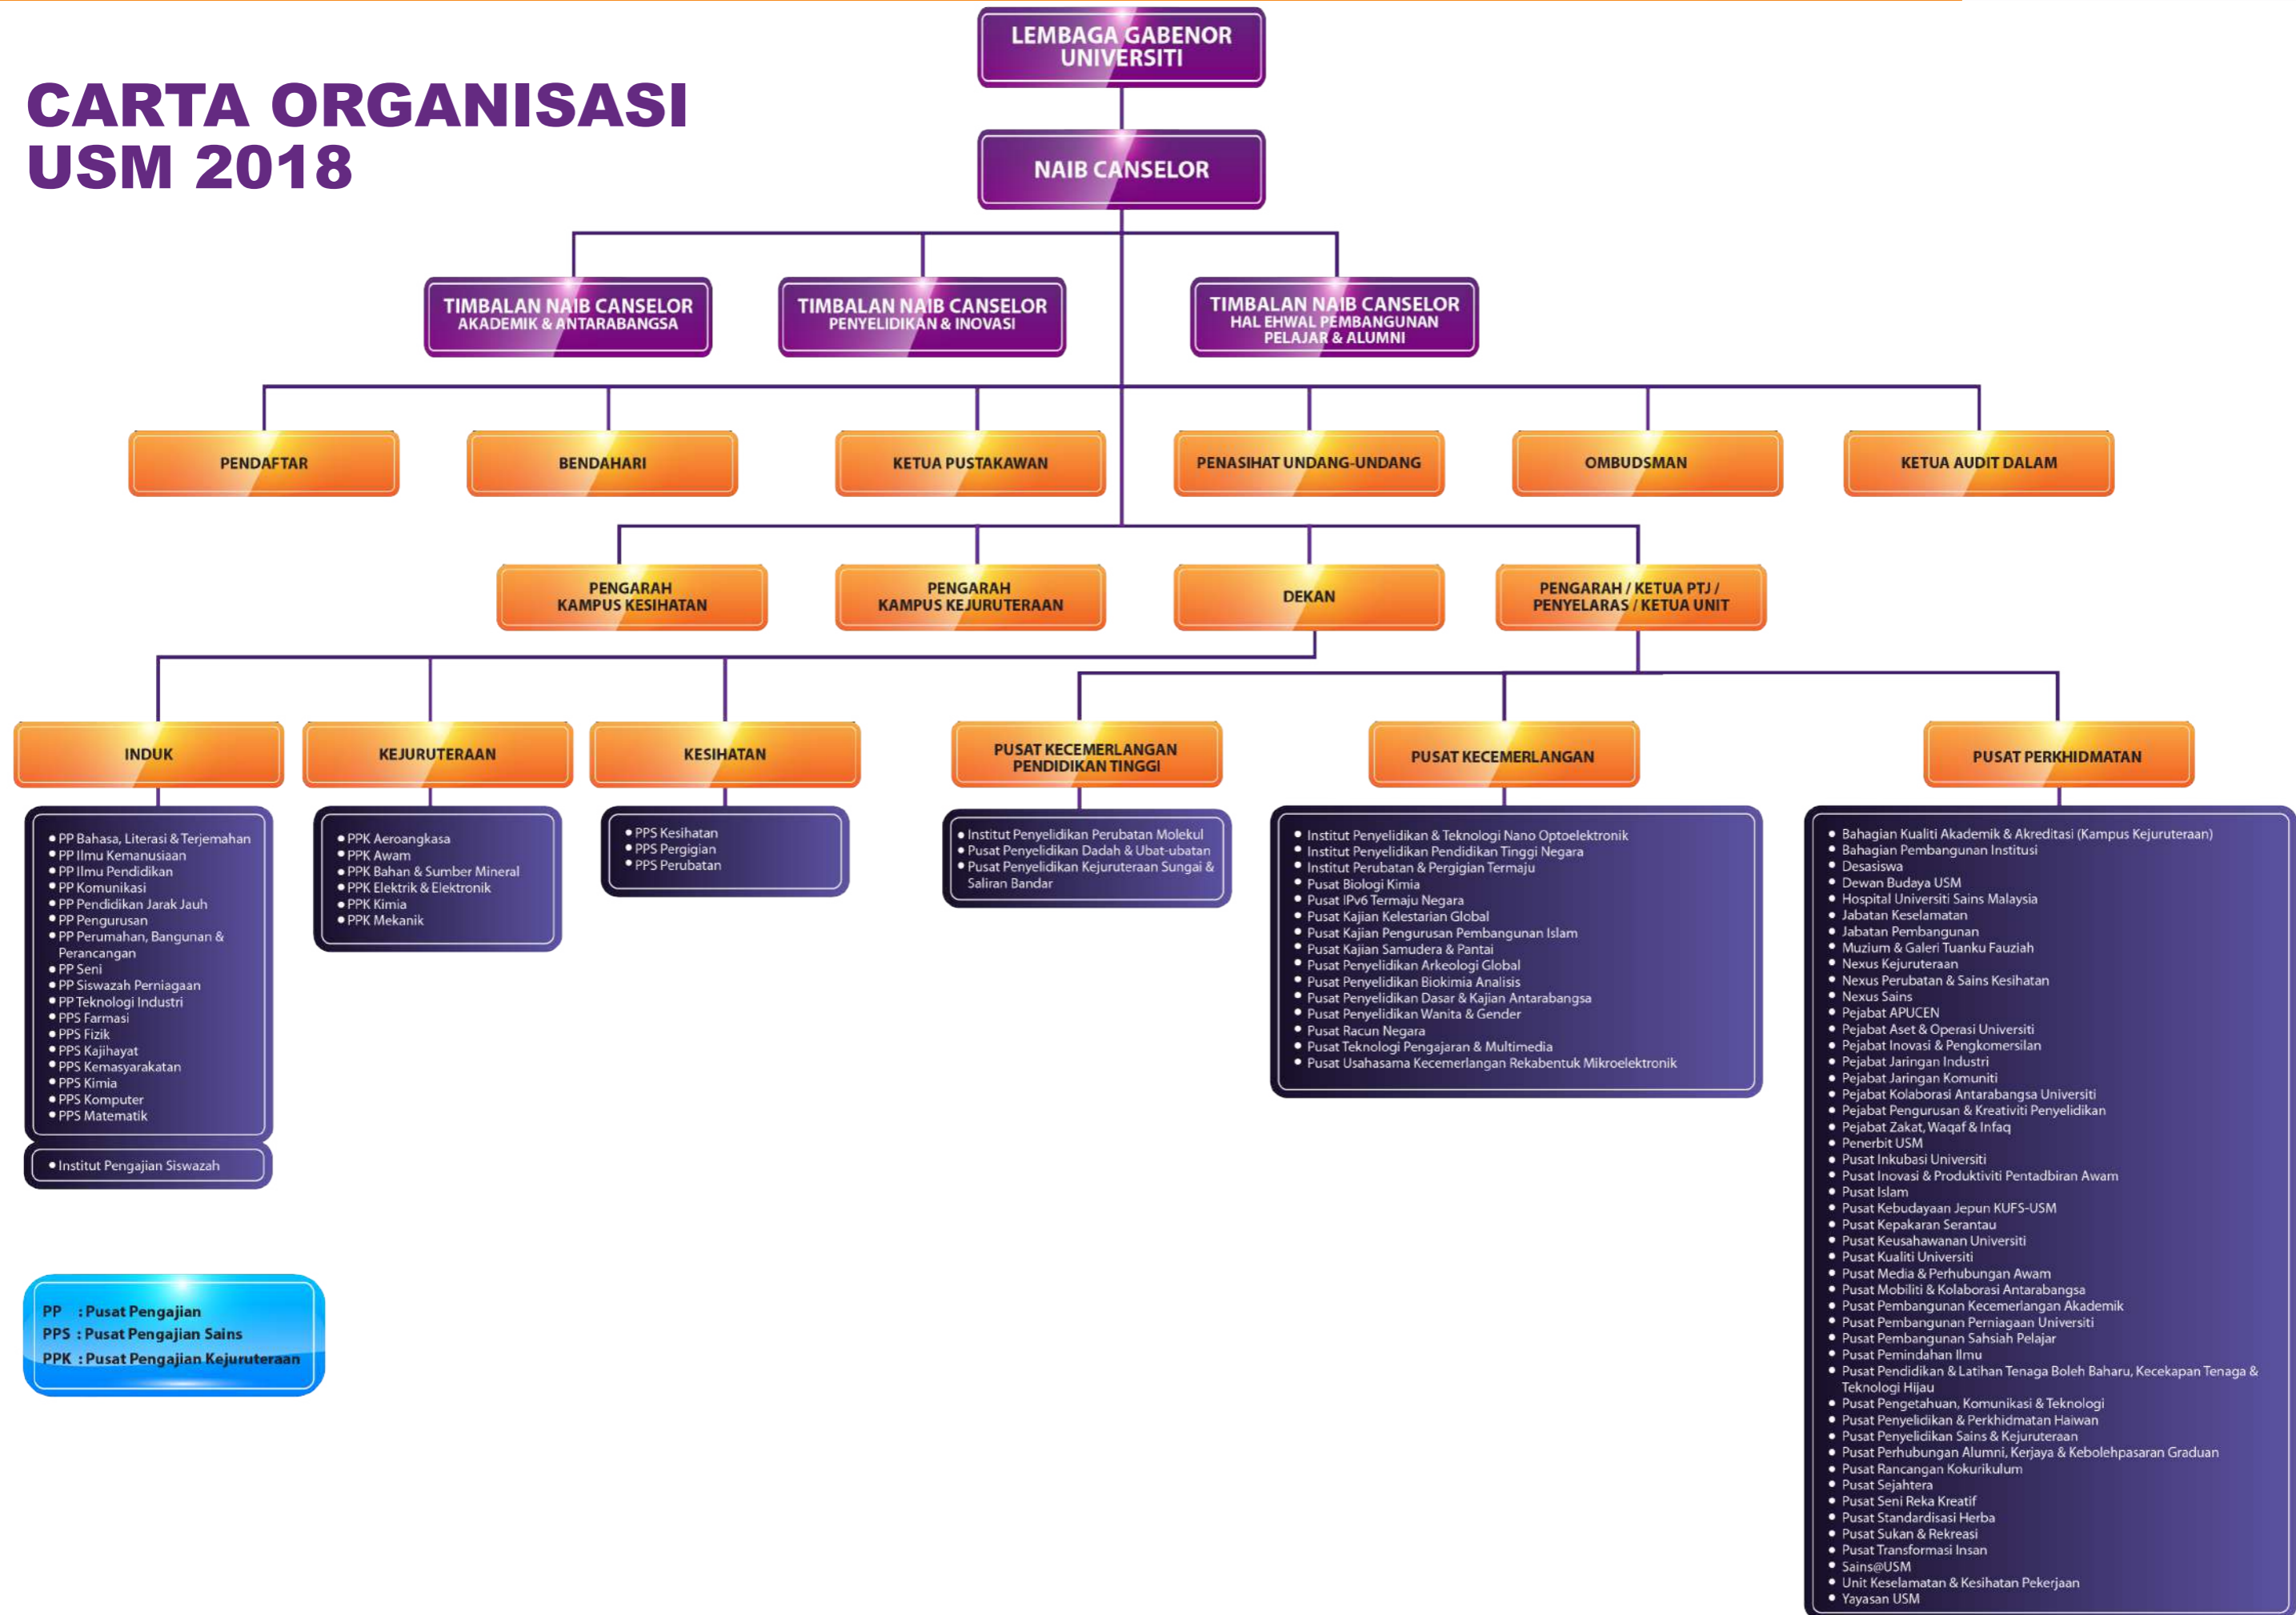 CARTA ORGANISASI
USM 2018
LEMBAGA GABENOR
UNIVERSITI
NAIB CANSELOR
TIMBALAN NAIB CANSELOR
AKADEMIK & ANTARABANGSA
TIMBALAN NAIB CANSELOR
PENYELIDIKAN & INOVASI
TIMBALAN NAIB CANSELOR
HAL EHWAL PEMBANGUNAN
PELAJAR & ALUMNI
PENDAFTAR
BENDAHARI
KETUA PUSTAKAWAN
PENASIHAT UNDANG-UNDANG
OMBUDSMAN
KETUA AUDIT DALAM
PENGARAH
KAMPUS KESIHATAN
PENGARAH
KAMPUS KEJURUTERAAN
DEKAN
PENGARAH / KETUA PTJ /
PENYELARAS / KETUA UNIT
INDUK
• PP Bahasa, Literasi & Terjemahan
• PP Ilmu Kemanusiaan
• PP Ilmu Pendidikan
• PP Komunikasi
• PP Pendidikan Jarak Jauh
• PP Pengurusan
• PP Perumahan, Bangunan &
Perancangan
• PP Seni
• PP Siswazah Perniagaan
• PP Teknologi Industri
• PPS Farmasi
• PPS Fizik
• PPS Kajihayat
• PPS Kemasyarakatan
• PPS Kimia
• PPS Komputer
• PPS Matematik
• Institut Pengajian Siswazah
KEJURUTERAAN
• PPK Aeroangkasa
• PPK Awam
• PPK Bahan & Sumber Mineral
• PPK Elektrik & Elektronik
• PPK Kimia
• PPK Mekanik
KESIHATAN
• PPS Kesihatan
• PPS Pergigian
• PPS Perubatan
PUSAT KECEMERLANGAN
PENDIDIKAN TINGGI
• Institut Penyelidikan Perubatan Molekul
• Pusat Penyelidikan Dadah & Ubat-ubatan
• Pusat Penyelidikan Kejuruteraan Sungai &
Saliran Bandar
PUSAT KECEMERLANGAN
• Institut Penyelidikan & Teknologi Nano Optoelektronik
• Institut Penyelidikan Pendidikan Tinggi Negara
• Institut Perubatan & Pergigian Termaju
• Pusat Biologi Kimia
• Pusat IPv6 Termaju Negara
• Pusat Kajian Kelestarian Global
• Pusat Kajian Pengurusan Pembangunan Islam
• Pusat Kajian Samudera & Pantai
• Pusat Penyelidikan Arkeologi Global
• Pusat Penyelidikan Biokimia Analisis
• Pusat Penyelidikan Dasar & Kajian Antarabangsa
• Pusat Penyelidikan Wanita & Gender
• Pusat Racun Negara
• Pusat Teknologi Pengajaran & Multimedia
• Pusat Usahasama Kecemerlangan Rekabentuk Mikroelektronik
PUSAT PERKHIDMATAN
• Bahagian Kualiti Akademik & Akreditasi (Kampus Kejuruteraan)
• Bahagian Pembangunan Institusi
• Desasiswa
• Dewan Budaya USM
• Hospital Universiti Sains Malaysia
• Jabatan Keselamatan
• Jabatan Pembangunan
• Muzium & Galeri Tuanku Fauziah
• Nexus Kejuruteraan
• Nexus Perubatan & Sains Kesihatan
• Nexus Sains
• Pejabat APUCEN
• Pejabat Aset & Operasi Universiti
• Pejabat Inovasi & Pengkomersilan
• Pejabat Jaringan Industri
• Pejabat Jaringan Komuniti
• Pejabat Kolaborasi Antarabangsa Universiti
• Pejabat Pengurusan & Kreativiti Penyelidikan
• Pejabat Zakat, Waqaf & Infaq
• Penerbit USM
• Pusat Inkubasi Universiti
• Pusat Inovasi & Produktiviti Pentadbiran Awam
• Pusat Islam
• Pusat Kebudayaan Jepun KUFS-USM
• Pusat Kepakaran Serantau
• Pusat Keusahawanan Universiti
• Pusat Kualiti Universiti
• Pusat Media & Perhubungan Awam
• Pusat Mobiliti & Kolaborasi Antarabangsa
• Pusat Pembangunan Kecemerlangan Akademik
• Pusat Pembangunan Perniagaan Universiti
• Pusat Pembangunan Sahsiah Pelajar
• Pusat Pemindahan Ilmu
• Pusat Pendidikan & Latihan Tenaga Boleh Baharu, Kecekapan Tenaga &
Teknologi Hijau
• Pusat Pengetahuan, Komunikasi & Teknologi
• Pusat Penyelidikan & Perkhidmatan Haiwan
• Pusat Penyelidikan Sains & Kejuruteraan
• Pusat Perhubungan Alumni, Kerjaya & Kebolehpasaran Graduan
• Pusat Rancangan Kokurikulum
• Pusat Sejahtera
• Pusat Seni Reka Kreatif
• Pusat Standardisasi Herba
• Pusat Sukan & Rekreasi
• Pusat Transformasi Insan
• Sains@USM
• Unit Keselamatan & Kesihatan Pekerjaan
• Yayasan USM
PP : Pusat Pengajian
PPS : Pusat Pengajian Sains
PPK : Pusat Pengajian Kejuruteraan